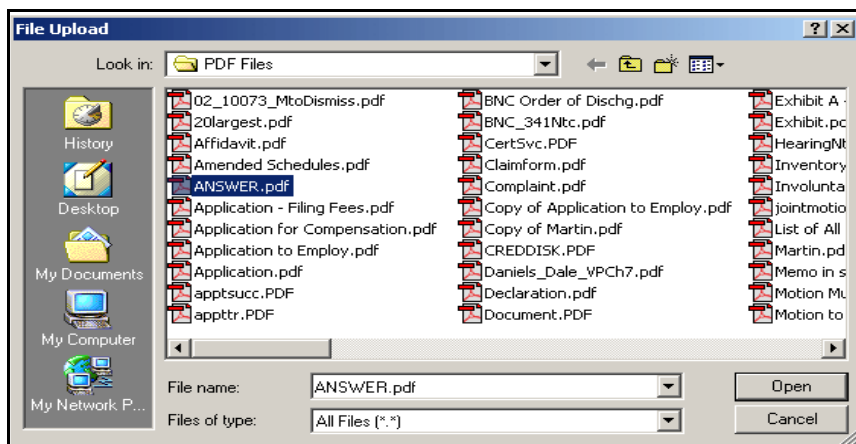 File Upload
? ×
Look in: PDF Files
History
Desktop
My Documents
My Computer
My Network P...
02_10073_MtoDismiss.pdf
20largest.pdf
Affidavit.pdf
Amended Schedules.pdf
ANSWER.pdf
Application - Filing Fees.pdf
Application for Compensation.pdf
Application to Employ.pdf
Application.pdf
apptsucc.PDF
appttr.PDF
BNC Order of Dischg.pdf
BNC_341Ntc.pdf
CertSvc.PDF
Claimform.pdf
Complaint.pdf
Copy of Application to Employ.pdf
Copy of Martin.pdf
CREDDISK.PDF
Daniels_Dale_VPCh7.pdf
Declaration.pdf
Document.PDF
Exhibit A -
Exhibit.pd
HearingNt
Inventory
Involunta
jointmotio
List of All
Martin.pd
Memo in s
Motion Mu
Motion to
File name: ANSWER.pdf Open
Files of type: All Files (*.*) Cancel